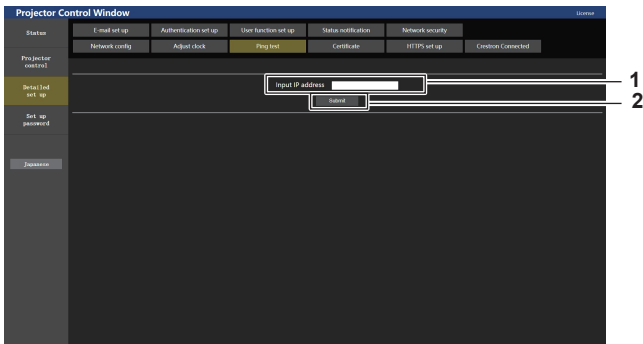 Projector Control Window
License
Status
E-mail set up
Authentication set up
User function set up
Status notification
Network security
Network config
Adjust clock
Ping test
Certificate
HTTPS set up
Crestron Connected
Projector
control
Detailed
set up
Set up
password
Japanese
Input IP address
Submit
1
2